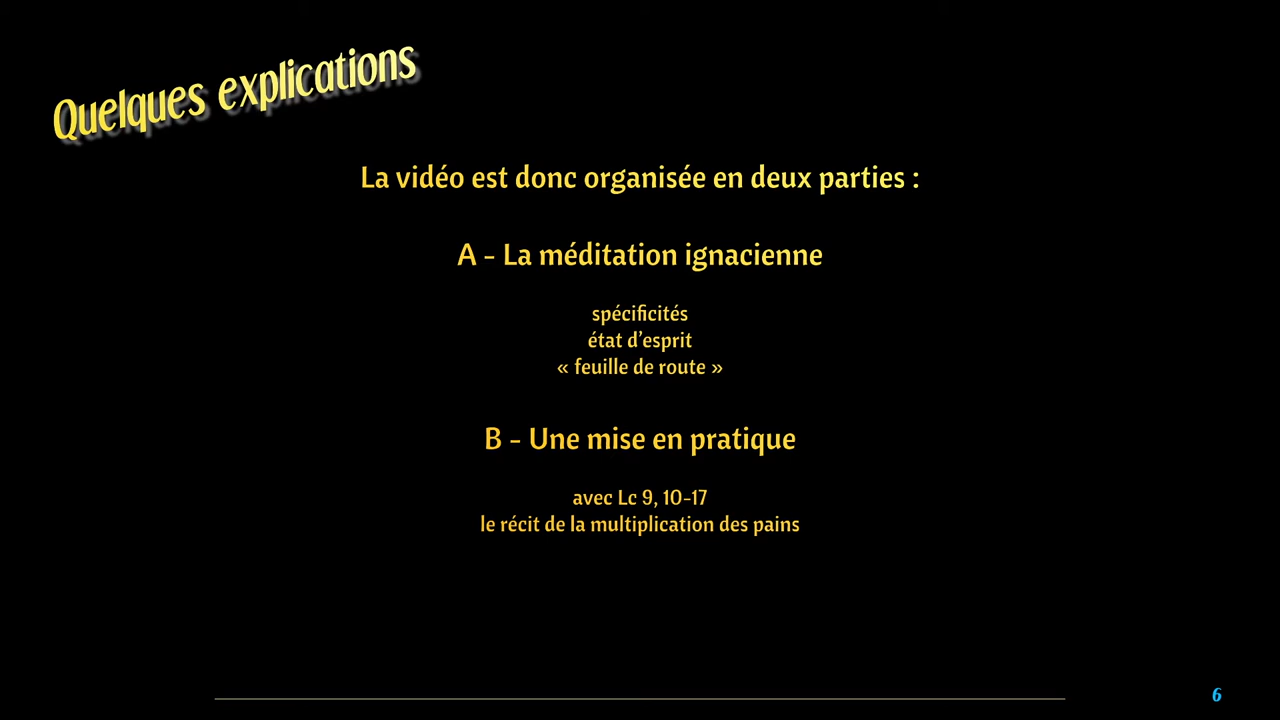 Quelques explications
La vidéo est donc organisée en deux parties :
A - La méditation ignacienne
spécificités
état d’esprit
« feuille de route »
B - Une mise en pratique
avec Lc 9, 10-17
le récit de la multiplication des pains
6